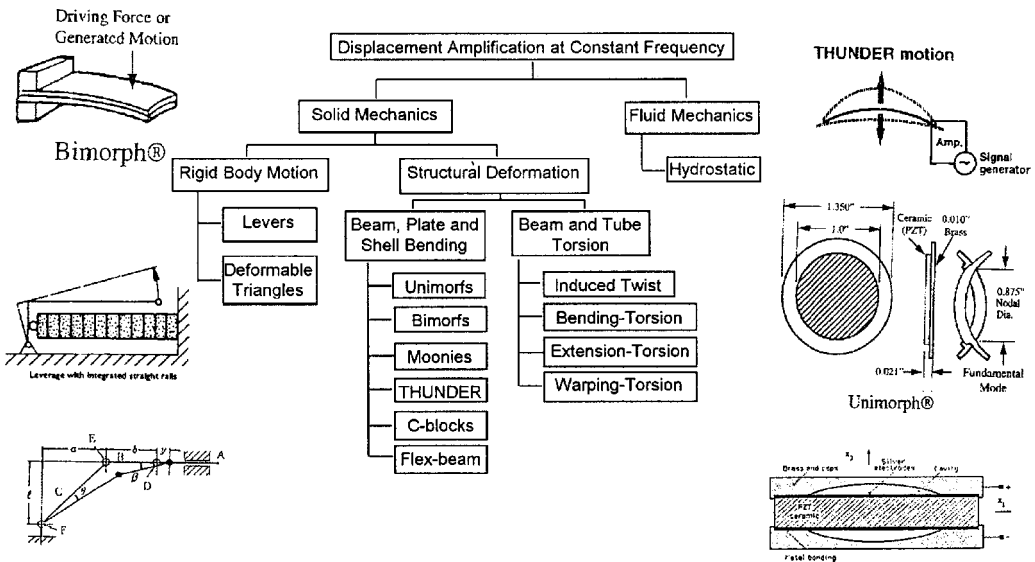 Driving Force or
Generated Motion
Bimorph®
Displacement Amplification at Constant Frequency
Solid Mechanics
Fluid Mechanics
Hydrostatic
Rigid Body Motion
Structural Deformation
Levers
Deformable
Triangles
Beam, Plate and
Shell Bending
Beam and Tube
Torsion
Unimorfs
Bimorfs
Moonies
THUNDER
C-blocks
Flex-beam
Induced Twist
Bending-Torsion
Extension-Torsion
Warping-Torsion
THUNDER motion
Amp.
Signal
generator
1.350"
1.0"
Ceramic
(PZT)
0.010"
Brass
0.875"
Nodal
Dia.
0.021"
Fundamental
Mode
Unimorph®
Leverage with integrated straight rails
E
a
b
y
A
B
β
D
ℓ
C
F
x₃
Silver
electrodes
Brass end caps
Cavity
+
x₁
PZT
ceramic
-
Metal bonding